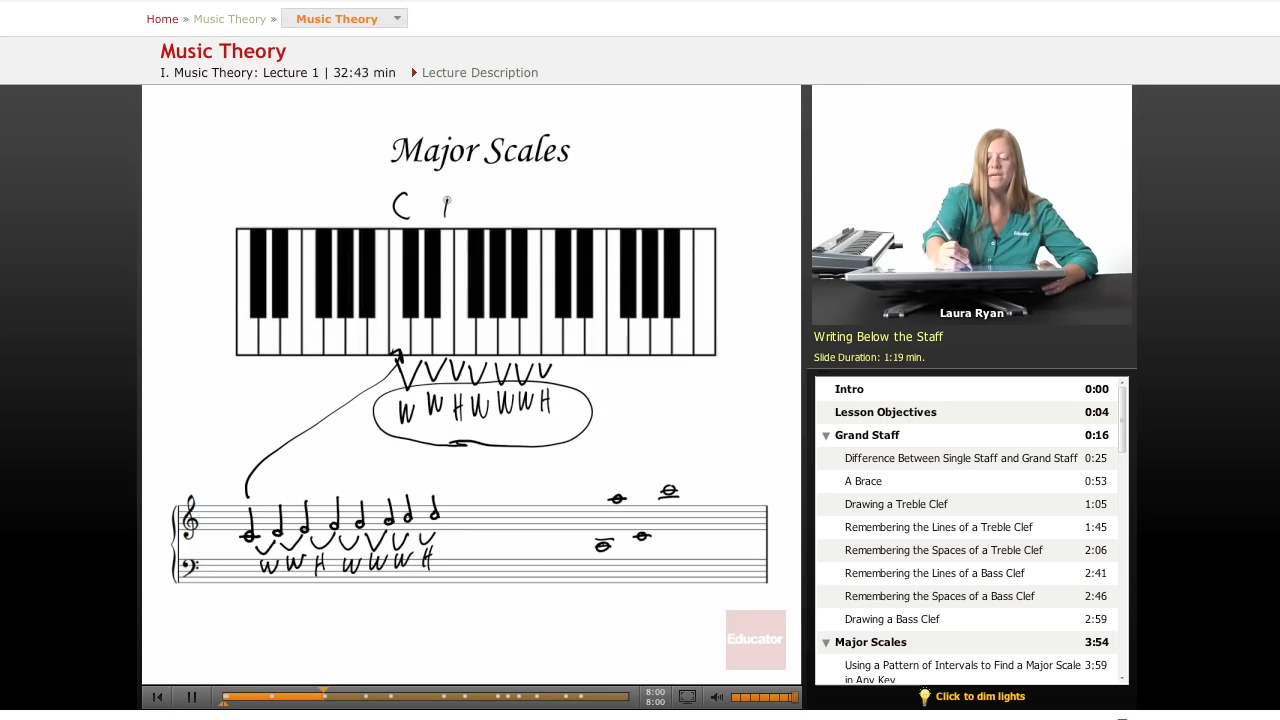 Home » Music Theory » Music Theory
Music Theory
I. Music Theory: Lecture 1 | 32:43 min Lecture Description
Major Scales
C
W W H W W W H
W W H W W W H
Educator
Educator
Laura Ryan
Writing Below the Staff
Slide Duration: 1:19 min.
Intro 0:00
Lesson Objectives 0:04
Grand Staff 0:16
Difference Between Single Staff and Grand Staff 0:25
A Brace 0:53
Drawing a Treble Clef 1:05
Remembering the Lines of a Treble Clef 1:45
Remembering the Spaces of a Treble Clef 2:06
Remembering the Lines of a Bass Clef 2:41
Remembering the Spaces of a Bass Clef 2:46
Drawing a Bass Clef 2:59
Major Scales 3:54
Using a Pattern of Intervals to Find a Major Scale 3:59
in Any Key
8:00
8:00
Click to dim lights